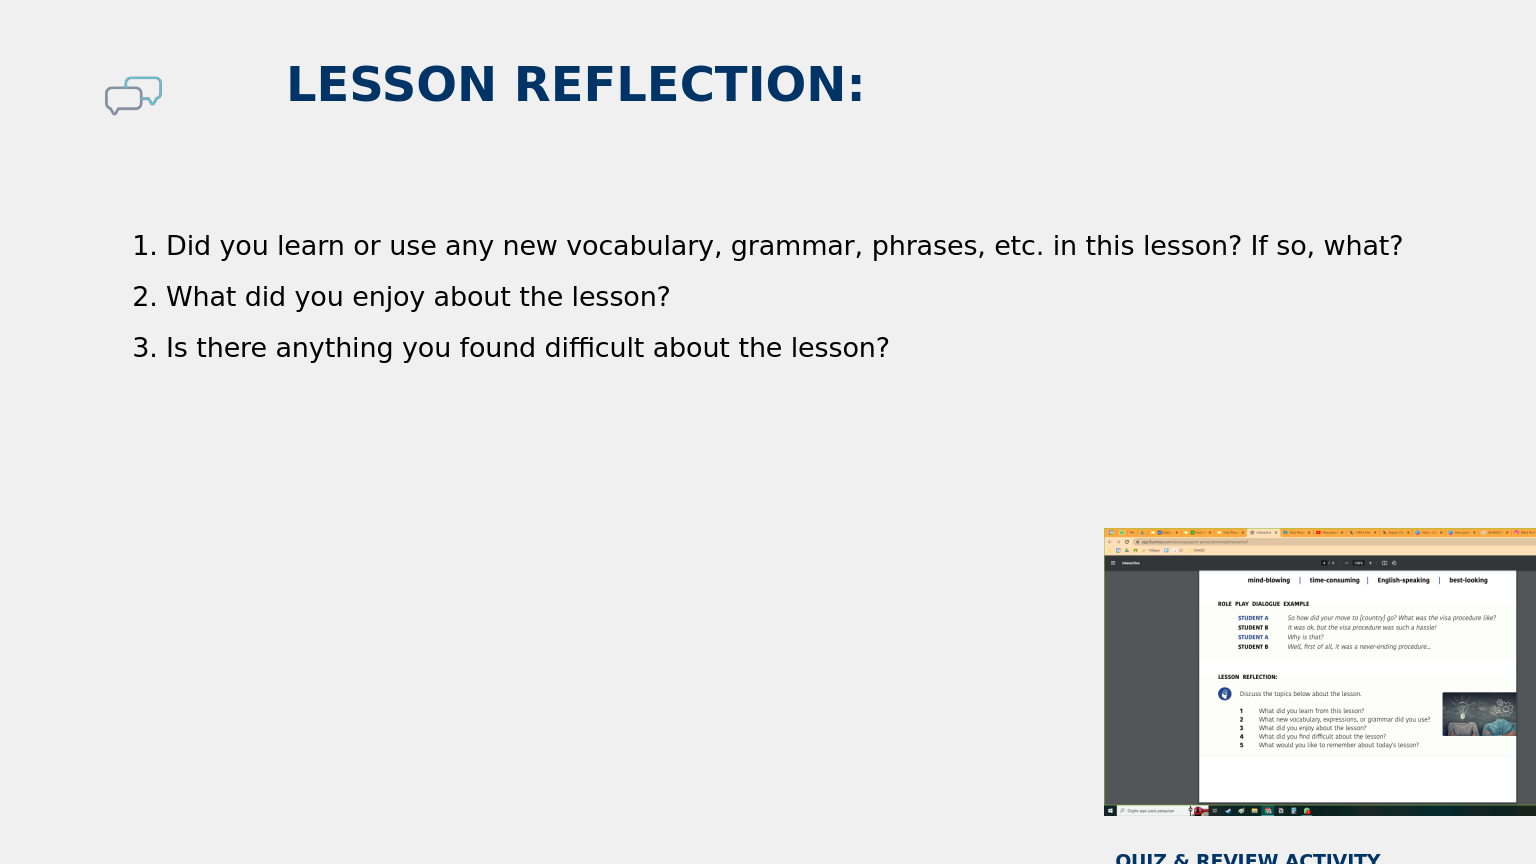 LESSON REFLECTION:
1. Did you learn or use any new vocabulary, grammar, phrases, etc. in this lesson? If so, what?
2. What did you enjoy about the lesson?
3. Is there anything you found difficult about the lesson?
Interactive
mind-blowing | time-consuming | English-speaking | best-looking
ROLE PLAY DIALOGUE EXAMPLE
STUDENT A So how did your move to [country] go? What was the visa procedure like?
STUDENT B It was ok, but the visa procedure was such a hassle!
STUDENT A Why is that?
STUDENT B Well, first of all, it was a never-ending procedure...
LESSON REFLECTION:
Discuss the topics below about the lesson.
1 What did you learn from this lesson?
2 What new vocabulary, expressions, or grammar did you use?
3 What did you enjoy about the lesson?
4 What did you find difficult about the lesson?
5 What would you like to remember about today's lesson?
Digite aqui para pesquisar
QUIZ & REVIEW ACTIVITY